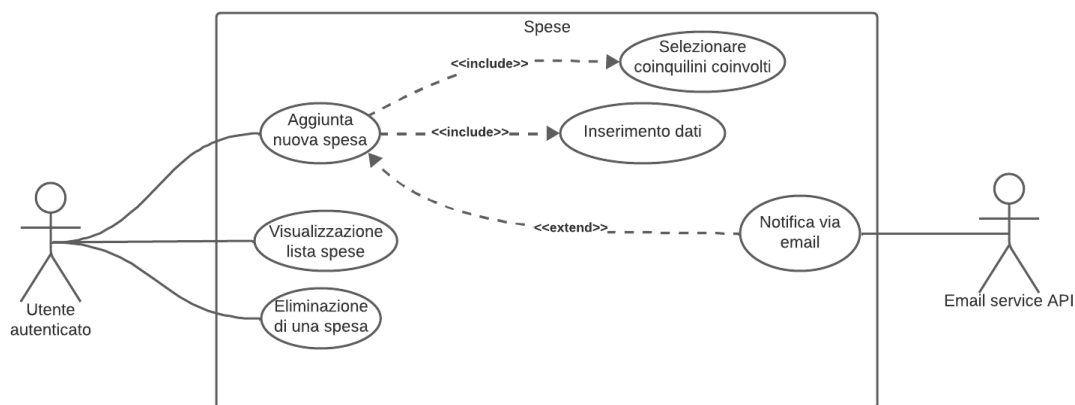 Spese
Selezionare
coinquilini coinvolti
<<include>>
Aggiunta
nuova spesa
<<include>>
Inserimento dati
<<extend>>
Notifica via
email
Visualizzazione
lista spese
Eliminazione
di una spesa
Utente
autenticato
Email service API